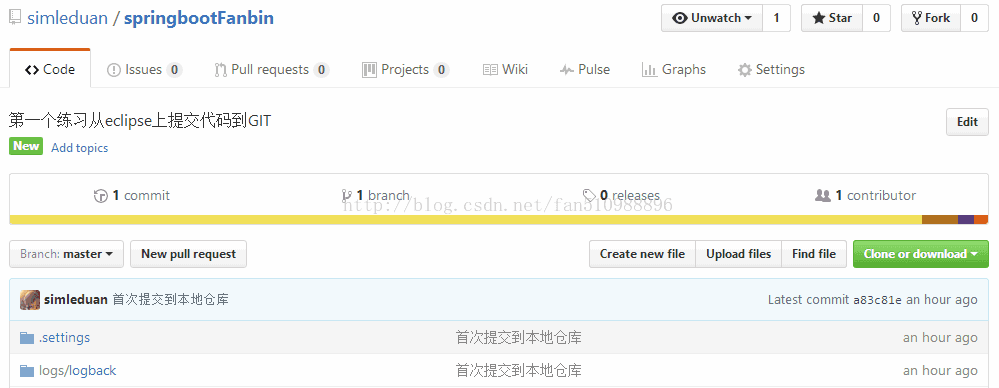 simleduan / springbootFanbin Unwatch 1 Star 0 Fork 0
Code Issues 0 Pull requests 0 Projects 0 Wiki Pulse Graphs Settings
第一个练习从eclipse上提交代码到GIT Edit
New Add topics
1 commit 1 branch 0 releases 1 contributor
http://blog.csdn.net/fan510988896
Branch: master New pull request Create new file Upload files Find file Clone or download
simleduan 首次提交到本地仓库 Latest commit a83c81e an hour ago
.settings 首次提交到本地仓库 an hour ago
logs/logback 首次提交到本地仓库 an hour ago